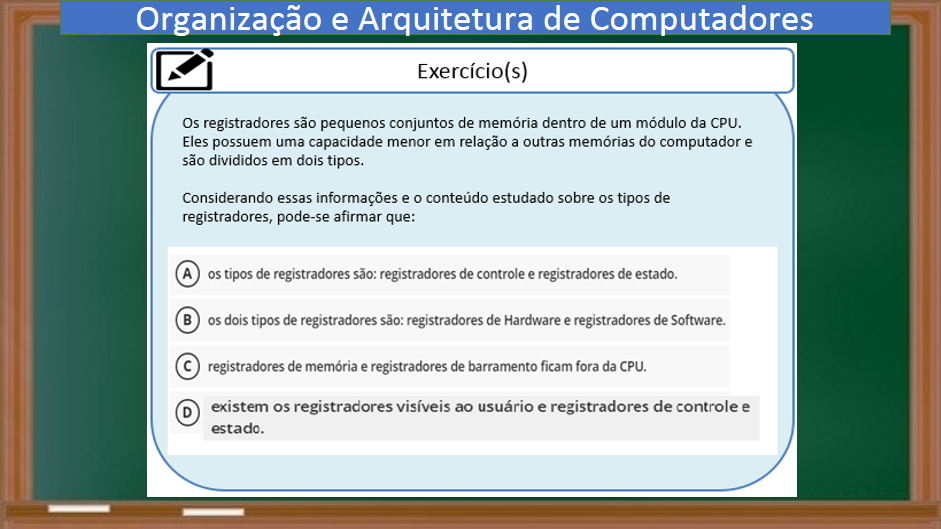 Organização e Arquitetura de Computadores
Exercício(s)
Os registradores são pequenos conjuntos de memória dentro de um módulo da CPU.
Eles possuem uma capacidade menor em relação a outras memórias do computador e
são divididos em dois tipos.
Considerando essas informações e o conteúdo estudado sobre os tipos de
registradores, pode-se afirmar que:
A os tipos de registradores são: registradores de controle e registradores de estado.
B os dois tipos de registradores são: registradores de Hardware e registradores de Software.
C registradores de memória e registradores de barramento ficam fora da CPU.
D existem os registradores visíveis ao usuário e registradores de controle e
estado.